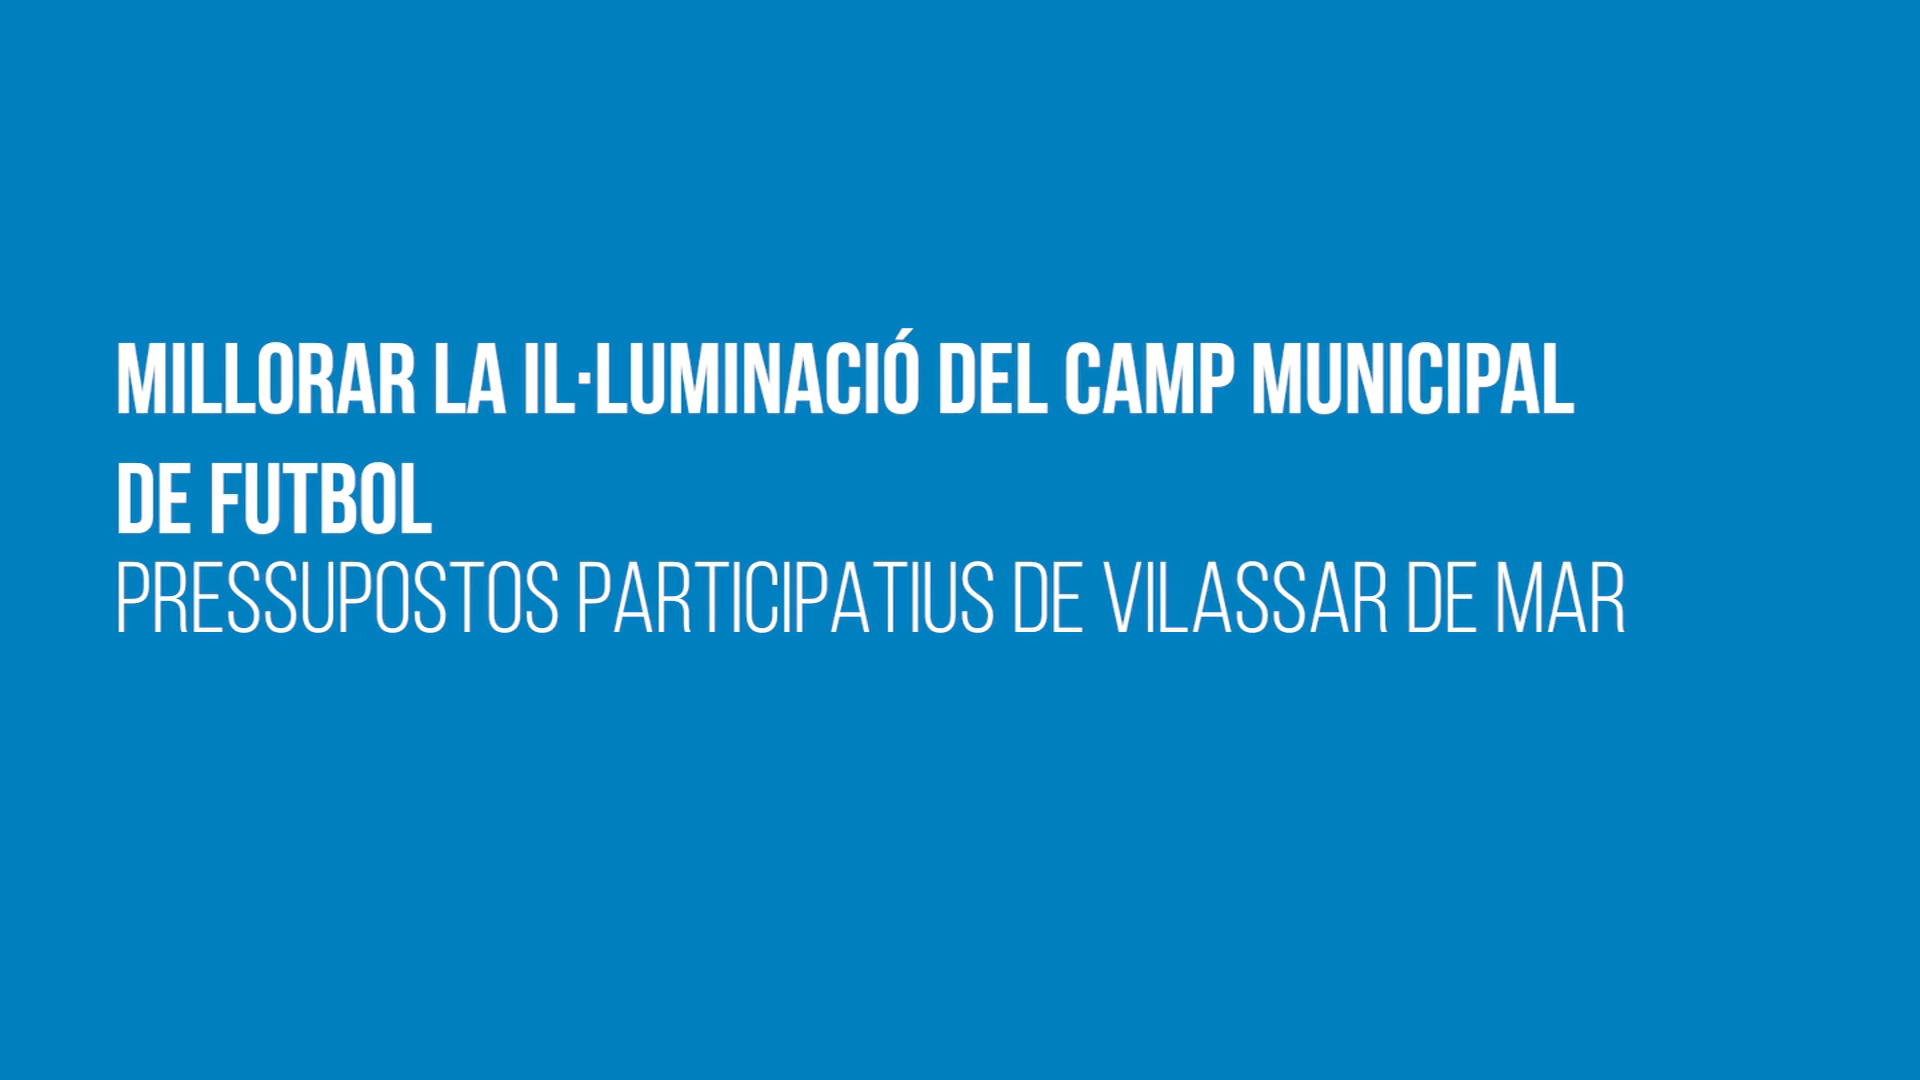 MILLORAR LA IL·LUMINACIÓ DEL CAMP MUNICIPAL
DE FUTBOL
PRESSUPOSTOS PARTICIPATIUS DE VILASSAR DE MAR